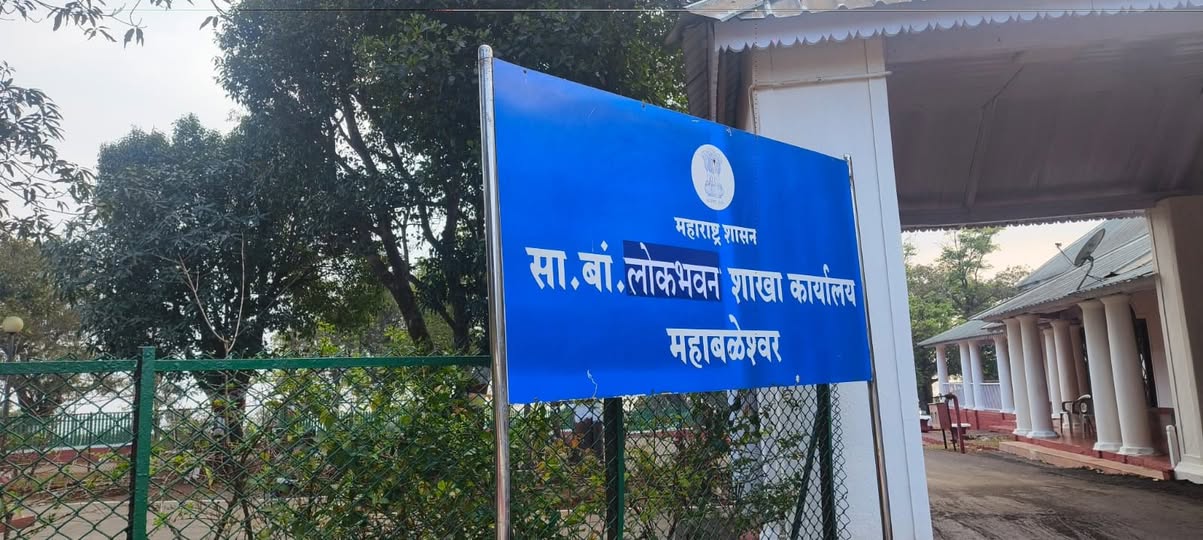 महाराष्ट्र शासन
सा.बां.लोकभवन शाखा कार्यालय
महाबळेश्वर